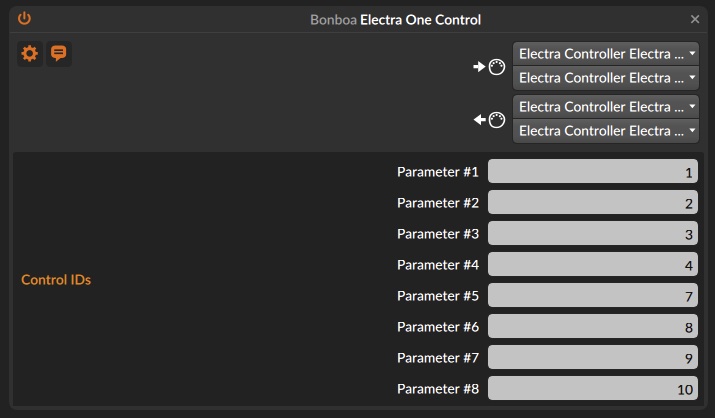 Bonboa Electra One Control
Electra Controller Electra ...
Electra Controller Electra ...
Electra Controller Electra ...
Electra Controller Electra ...
Control IDs
Parameter #1 1
Parameter #2 2
Parameter #3 3
Parameter #4 4
Parameter #5 7
Parameter #6 8
Parameter #7 9
Parameter #8 10